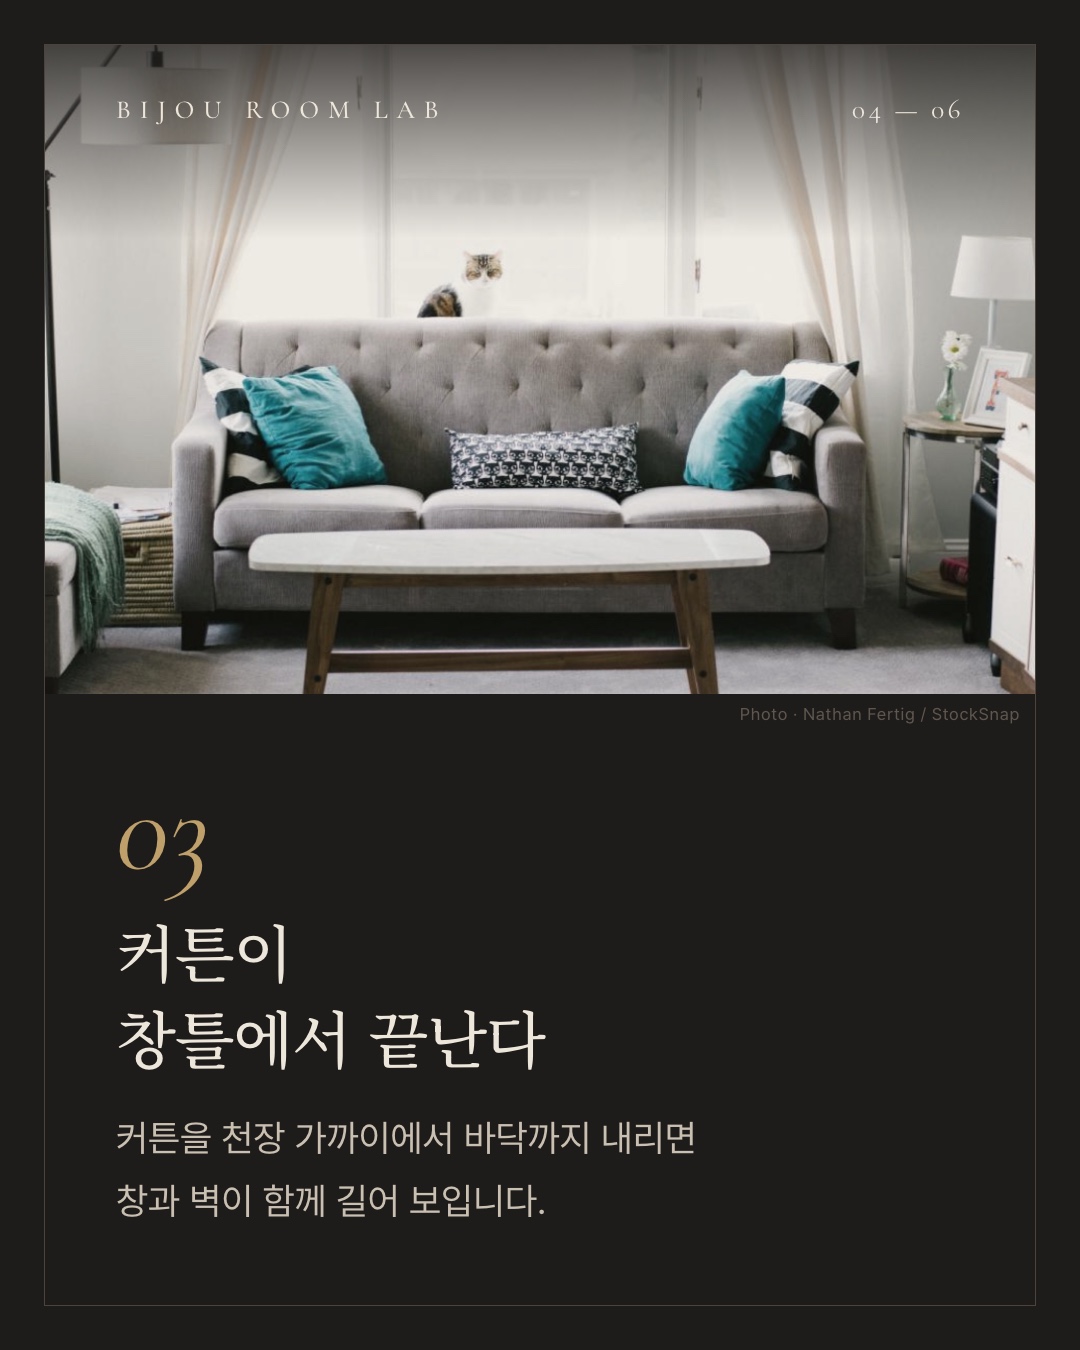 BIJOU ROOM LAB
04 — 06
Photo · Nathan Fertig / StockSnap
03
커튼이
창틀에서 끝난다
커튼을 천장 가까이에서 바닥까지 내리면
창과 벽이 함께 길어 보입니다.